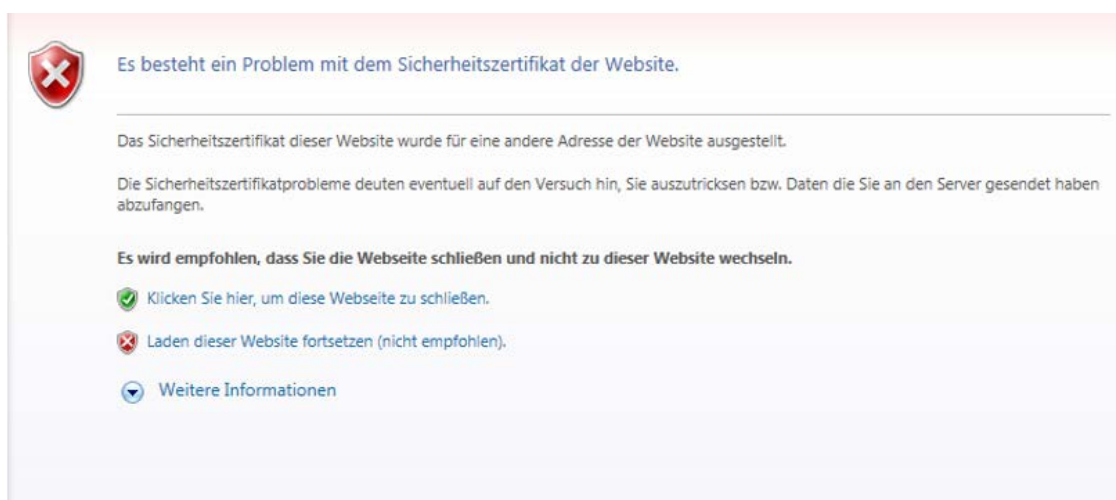 Es besteht ein Problem mit dem Sicherheitszertifikat der Website.
Das Sicherheitszertifikat dieser Website wurde für eine andere Adresse der Website ausgestellt.
Die Sicherheitszertifikatprobleme deuten eventuell auf den Versuch hin, Sie auszutricksen bzw. Daten die Sie an den Server gesendet haben
abzufangen.
Es wird empfohlen, dass Sie die Webseite schließen und nicht zu dieser Website wechseln.
Klicken Sie hier, um diese Webseite zu schließen.
Laden dieser Website fortsetzen (nicht empfohlen).
Weitere Informationen